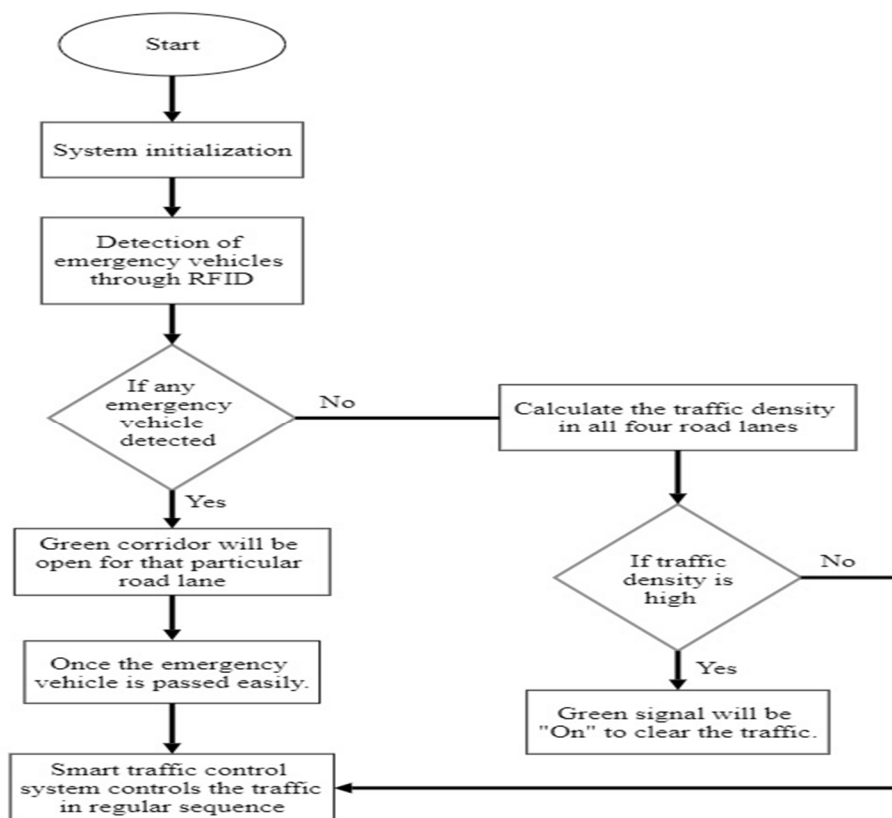 Start
System initialization
Detection of
emergency vehicles
through RFID
If any
emergency
vehicle
detected
No
Calculate the traffic density
in all four road lanes
Yes
Green corridor will be
open for that particular
road lane
If traffic
density is
high
No
Once the emergency
vehicle is passed easily.
Yes
Green signal will be
"On" to clear the traffic.
Smart traffic control
system controls the traffic
in regular sequence